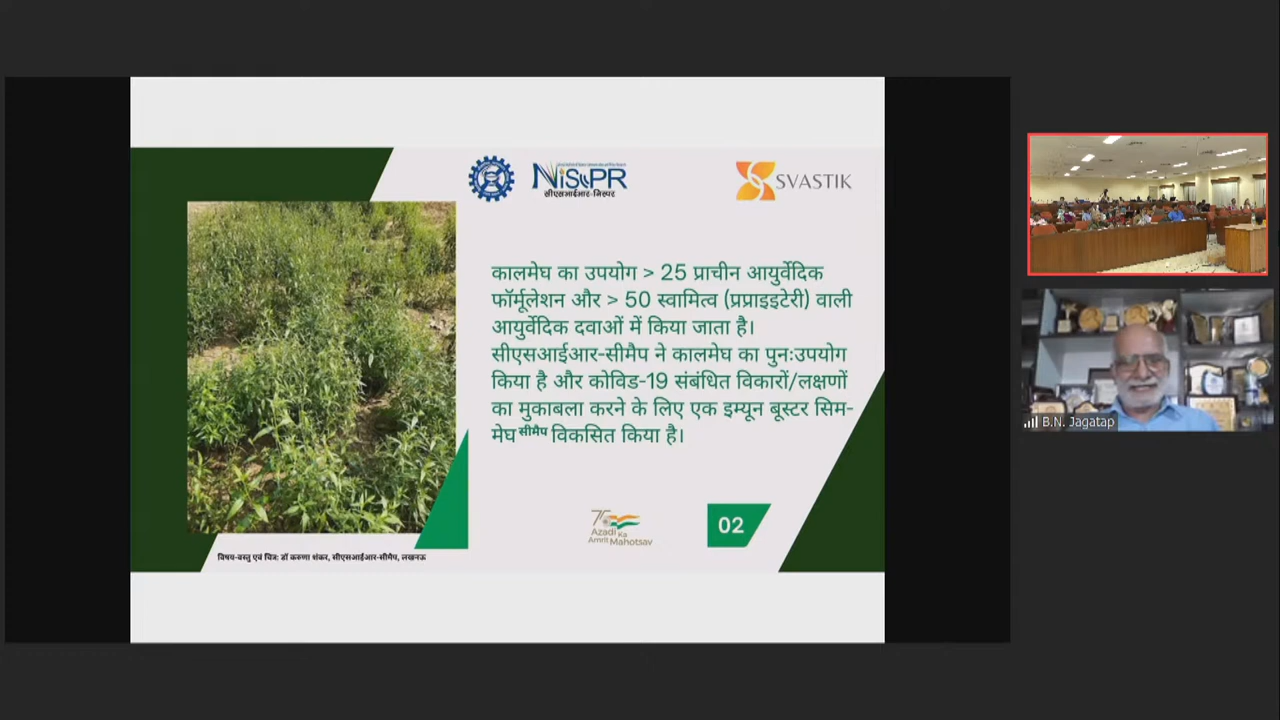 NIScPR
सीएसआईआर-निस्पर
SVASTIK
कालमेघ का उपयोग > 25 प्राचीन आयुर्वेदिक
फॉर्मूलेशन और > 50 स्वामित्व (प्रप्राइइटेरी) वाली
आयुर्वेदिक दवाओं में किया जाता है।
सीएसआईआर-सीमैप ने कालमेघ का पुनःउपयोग
किया है और कोविड-19 संबंधित विकारों/लक्षणों
का मुकाबला करने के लिए एक इम्यून बूस्टर सिम-
मेघ सीमैप विकसित किया है।
Azadi Ka
Amrit Mahotsav
02
विषय-वस्तु एवं चित्र: डॉ करुणा शंकर, सीएसआईआर-सीमैप, लखनऊ
B.N. Jagatap